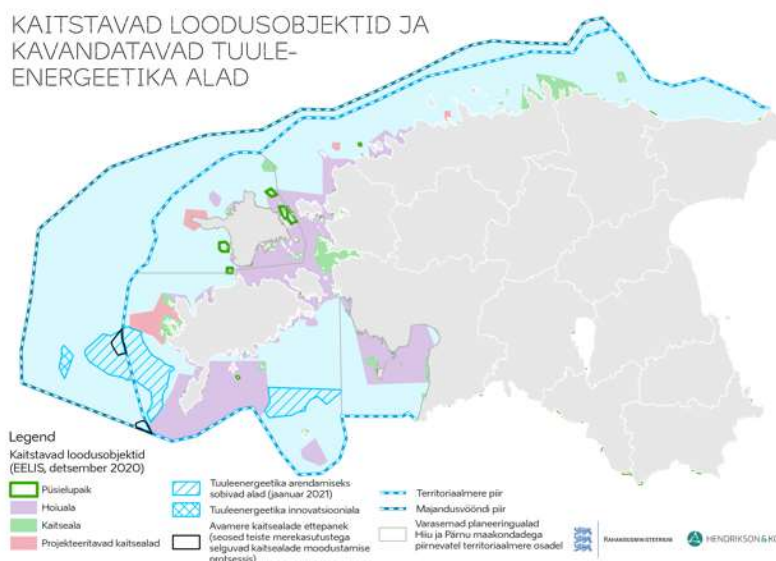 KAITSTAVAD LOODUSOBJEKTID JA
KAVANDATAVAD TUULE-
ENERGEETIKA ALAD
Legend
Kaitstavad loodusobjektid
(EELIS, detsember 2020)
Püsielupaik
Hoiuala
Kaitseala
Projekteeritavad kaitsealad
Tuuleenergeetika arendamiseks
sobivad alad (jaanuar 2021)
Tuuleenergeetika innovatsiooniala
Avamere kaitsealade ettepanek
(seosed teiste merekasutustega
selguvad kaitsealade moodustamise
protsessis)
Territoriaalmere piir
Majandusvööndi piir
Varasemad planeeringualad
Hiiu ja Pärnu maakondadega
piirnevatel territoriaalmere osadel
RAHANDUSMINISTEERIUM
HENDRIKSON & KO